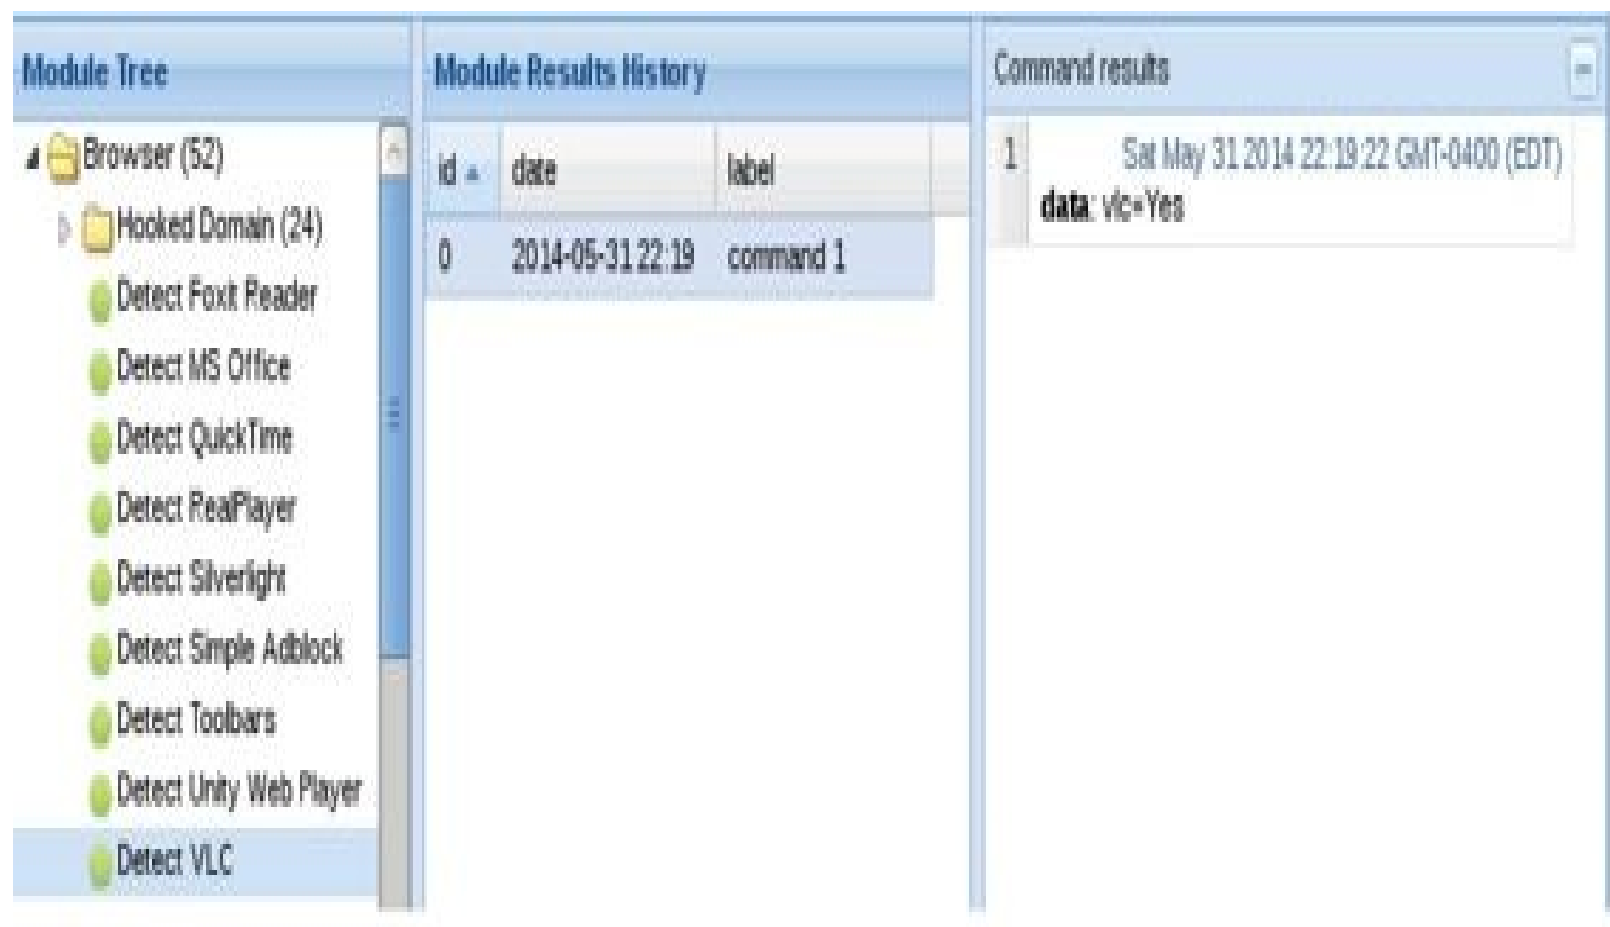 Module Tree
Browser (52)
Hooked Domain (24)
Detect Foxit Reader
Detect MS Office
Detect QuickTime
Detect RealPlayer
Detect Silverlight
Detect Simple Adblock
Detect Toolbars
Detect Unity Web Player
Detect VLC
Module Results History
id date label
0 2014-05-31 22:19 command 1
Command results
1 Sat May 31 2014 22:19:22 GMT-0400 (EDT)
data: vlc=Yes